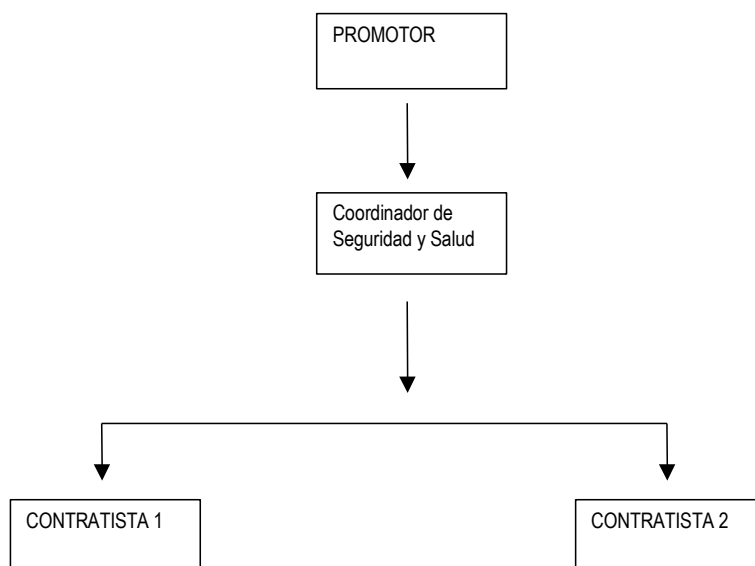 PROMOTOR
Coordinador de
Seguridad y Salud
CONTRATISTA 1
CONTRATISTA 2